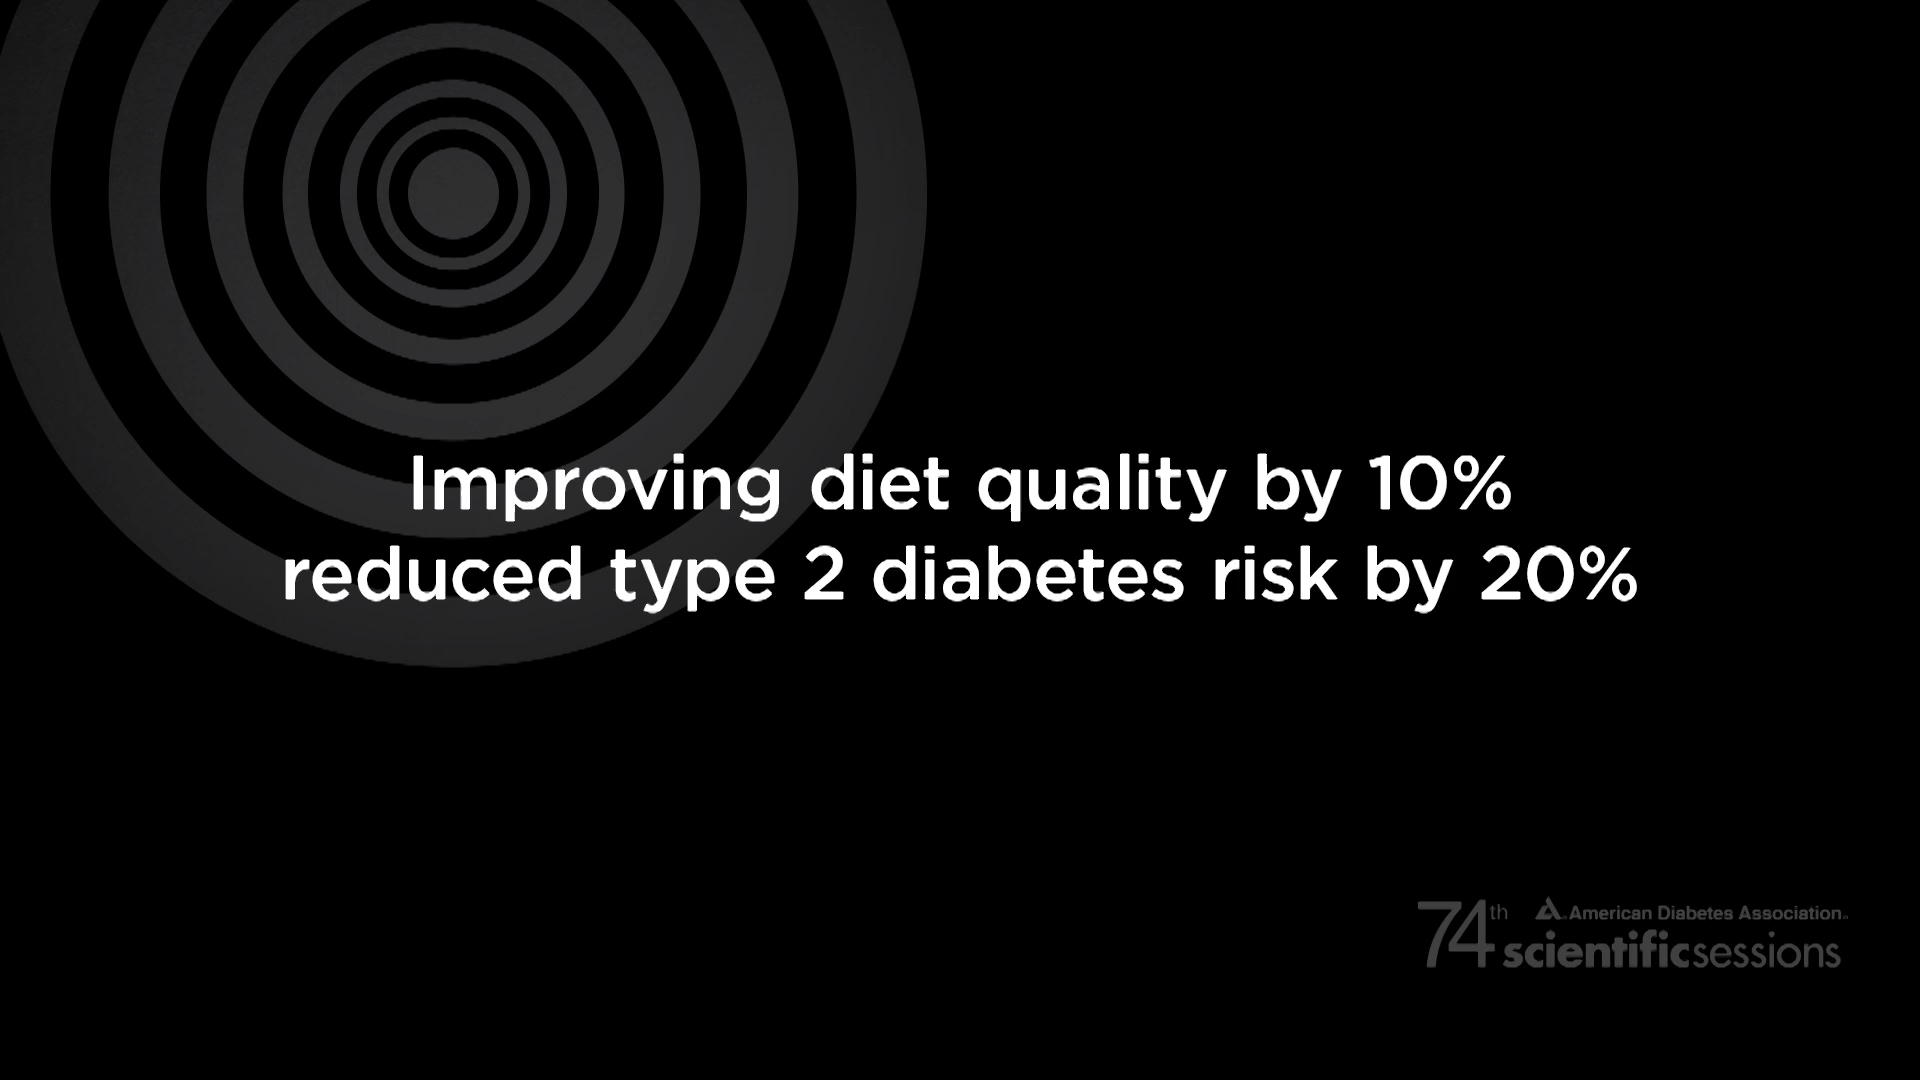 Improving diet quality by 10%
reduced type 2 diabetes risk by 20%
74th
American Diabetes Association
scientificsessions